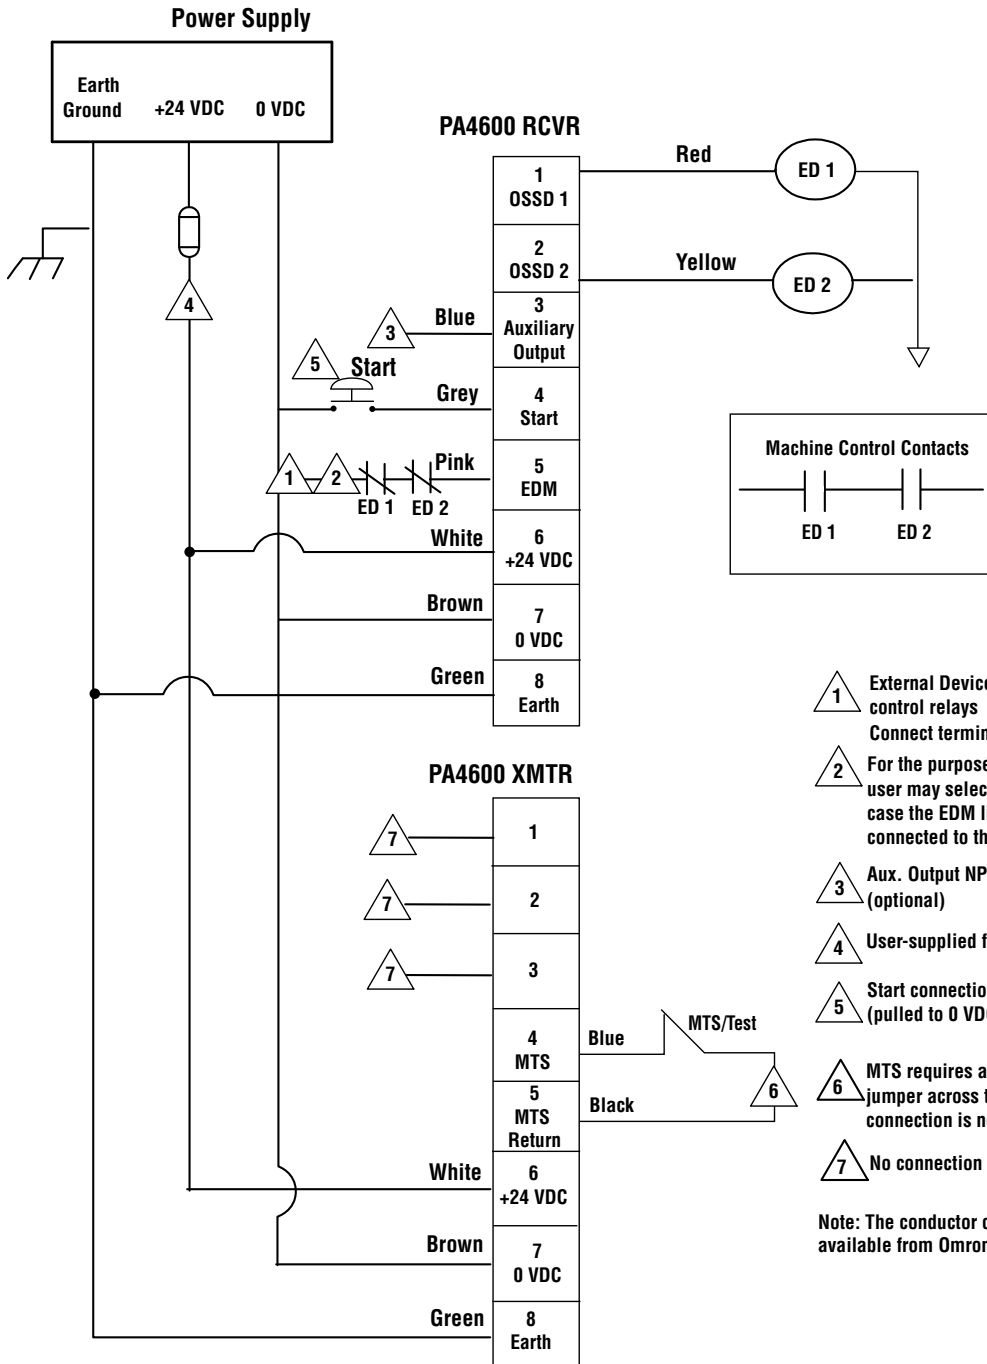 Power Supply
Earth
Ground
+24 VDC
0 VDC
PA4600 RCVR
1
OSSD 1
Red
ED 1
2
OSSD 2
Yellow
ED 2
4
3
Blue
3
Auxiliary
Output
5
Start
Grey
4
Start
1
2
ED 1
ED 2
Pink
5
EDM
Machine Control Contacts
ED 1
ED 2
White
6
+24 VDC
Brown
7
0 VDC
Green
8
Earth
PA4600 XMTR
7
1
7
2
7
3
4
MTS
Blue
MTS/Test
5
MTS
Return
Black
6
White
6
+24 VDC
Brown
7
0 VDC
Green
8
Earth
1
External Device
control relays
Connect termin
2
For the purpose
user may selec
case the EDM l
connected to th
3
Aux. Output NP
(optional)
4
User-supplied f
5
Start connectio
(pulled to 0 VD
6
MTS requires a
jumper across t
connection is n
7
No connection
Note: The conductor c
available from Omron